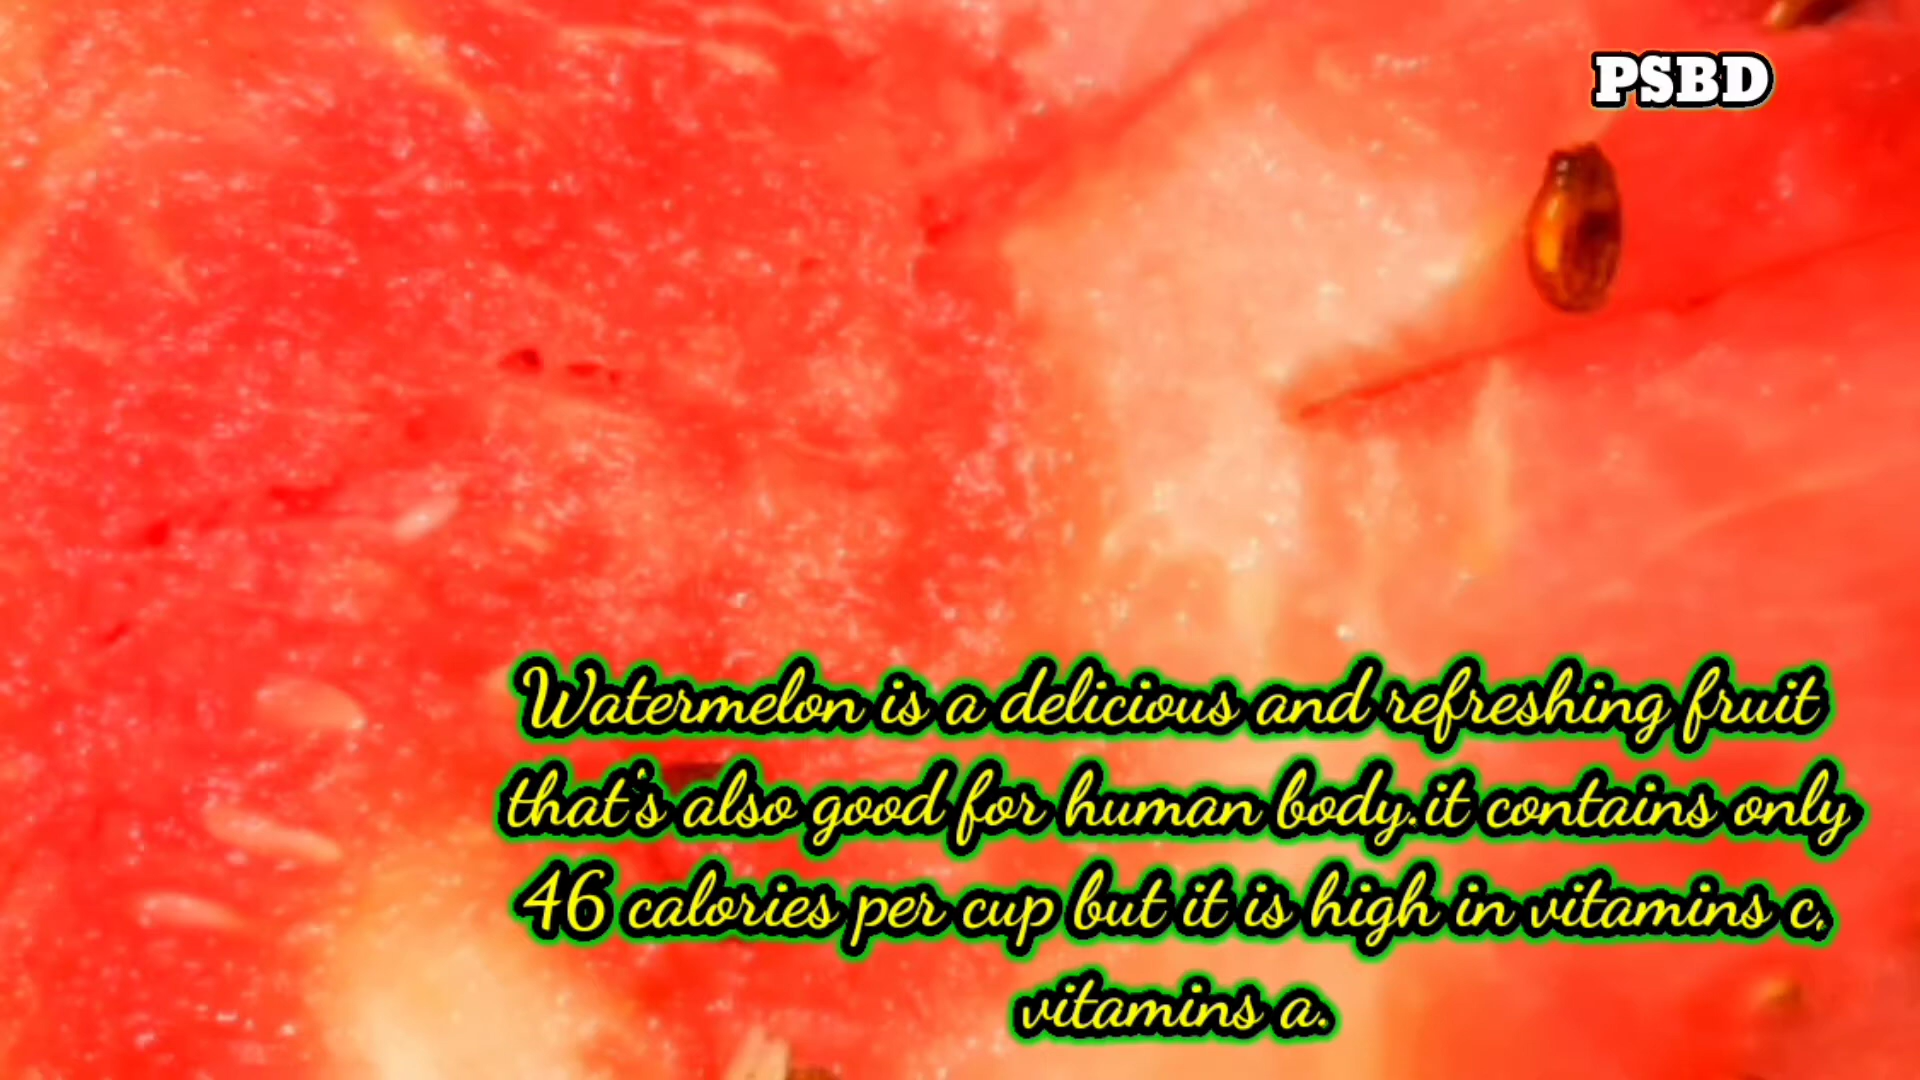 PSBD
Watermelon is a delicious and refreshing fruit
that's also good for human body.it contains only
46 calories per cup but it is high in vitamins c,
vitamins a.